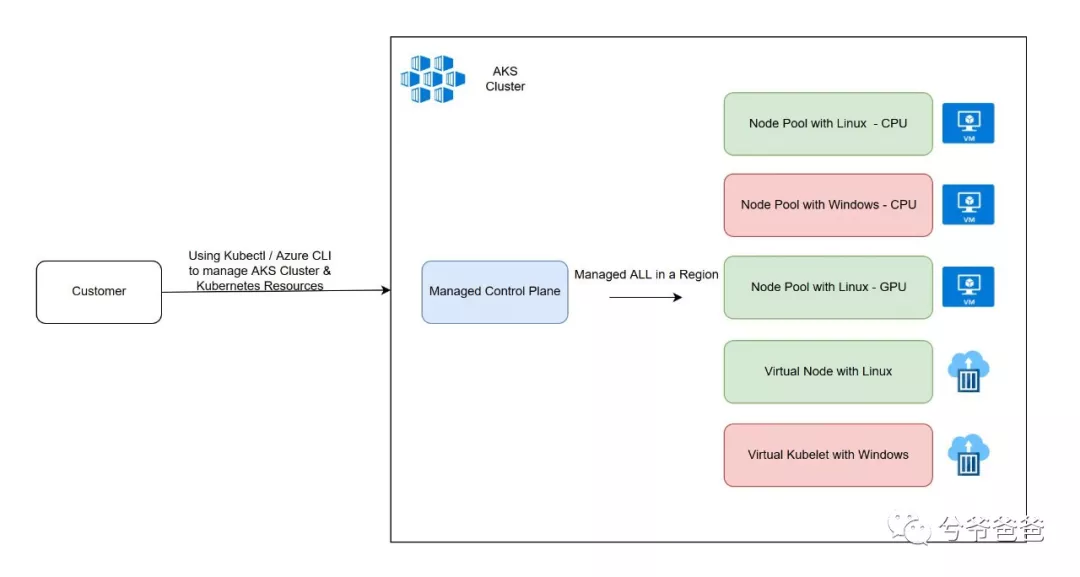 AKS
Cluster
Node Pool with Linux - CPU
VM
Node Pool with Windows - CPU
VM
Using Kubectl / Azure CLI
to manage AKS Cluster &
Kubernetes Resources
Customer
Managed Control Plane
Managed ALL in a Region
Node Pool with Linux - GPU
VM
Virtual Node with Linux
Virtual Kubelet with Windows
兮爷爸爸